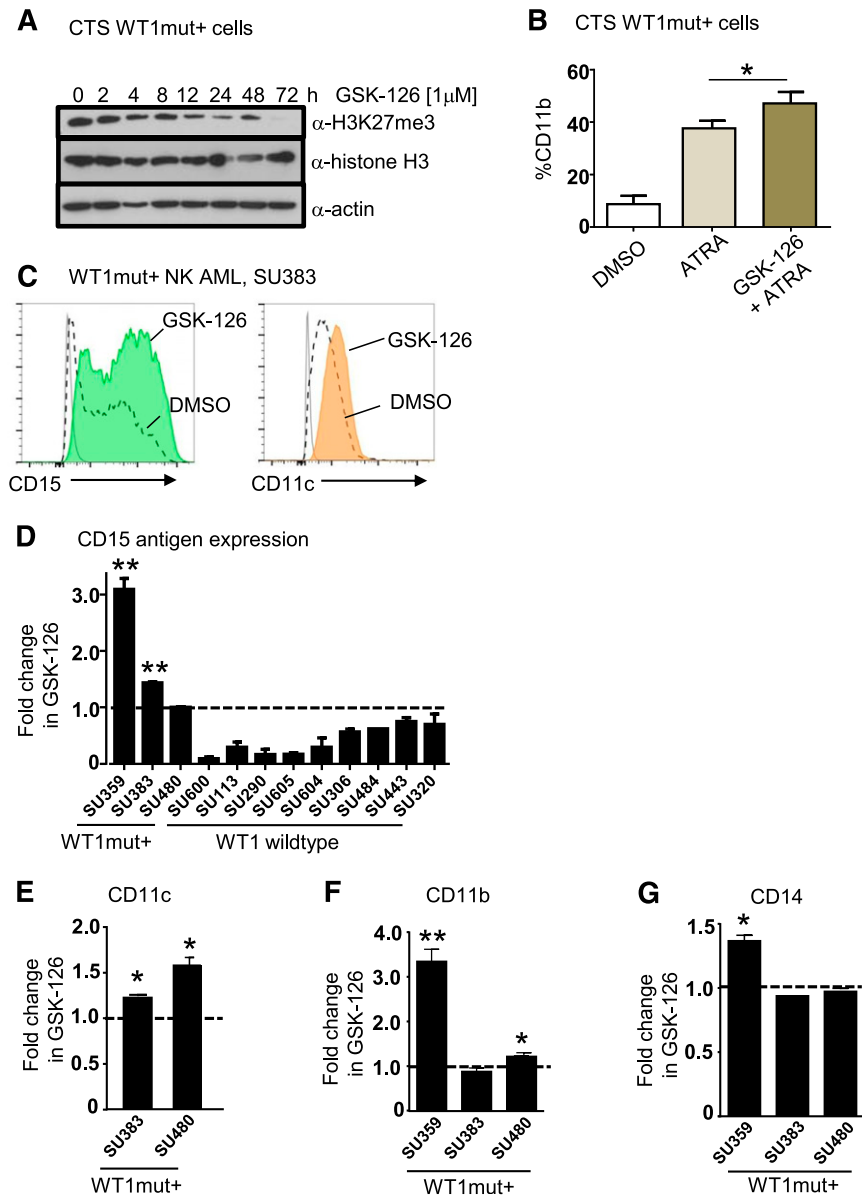 A CTS WT1mut+ cells
0 2 4 8 12 24 48 72 h GSK-126 [1μM]
α-H3K27me3
α-histone H3
α-actin
B CTS WT1mut+ cells
*
60
40
20
0
%CD11b
DMSO
ATRA
GSK-126
+ ATRA
C WT1mut+ NK AML, SU383
GSK-126
DMSO
CD15
GSK-126
DMSO
CD11c
D CD15 antigen expression
**
**
3.0
2.0
1.0
0
Fold change
in GSK-126
SU359
SU383
SU480
SU600
SU113
SU290
SU605
SU604
SU306
SU484
SU443
SU320
WT1mut+
WT1 wildtype
E CD11c
*
*
2.0
1.0
0.5
0
Fold change
in GSK-126
SU383
SU480
WT1mut+
F CD11b
**
*
4.0
3.0
2.0
1.0
0.0
Fold change
in GSK-126
SU359
SU383
SU480
WT1mut+
G CD14
*
1.5
1.0
0.5
0
Fold change
in GSK-126
SU359
SU383
SU480
WT1mut+